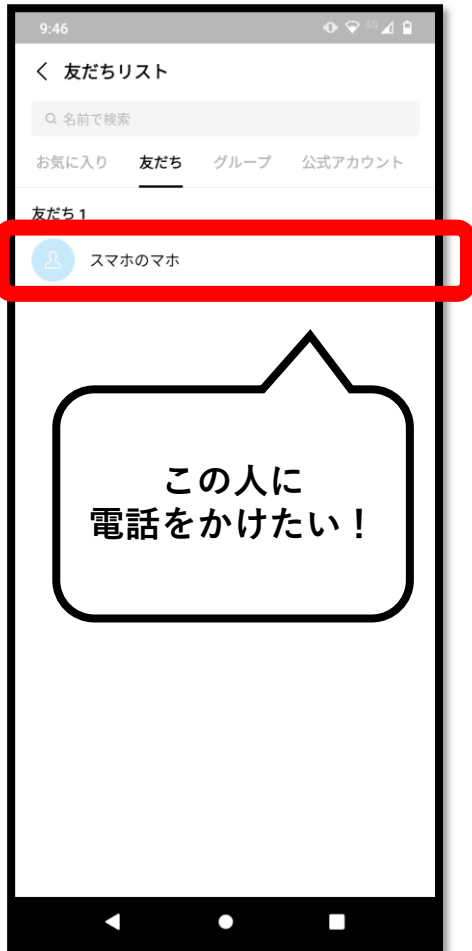 9:46
4G
友だちリスト
名前で検索
お気に入り 友だち グループ 公式アカウント
友だち 1
スマホのマホ
この人に
電話をかけたい！